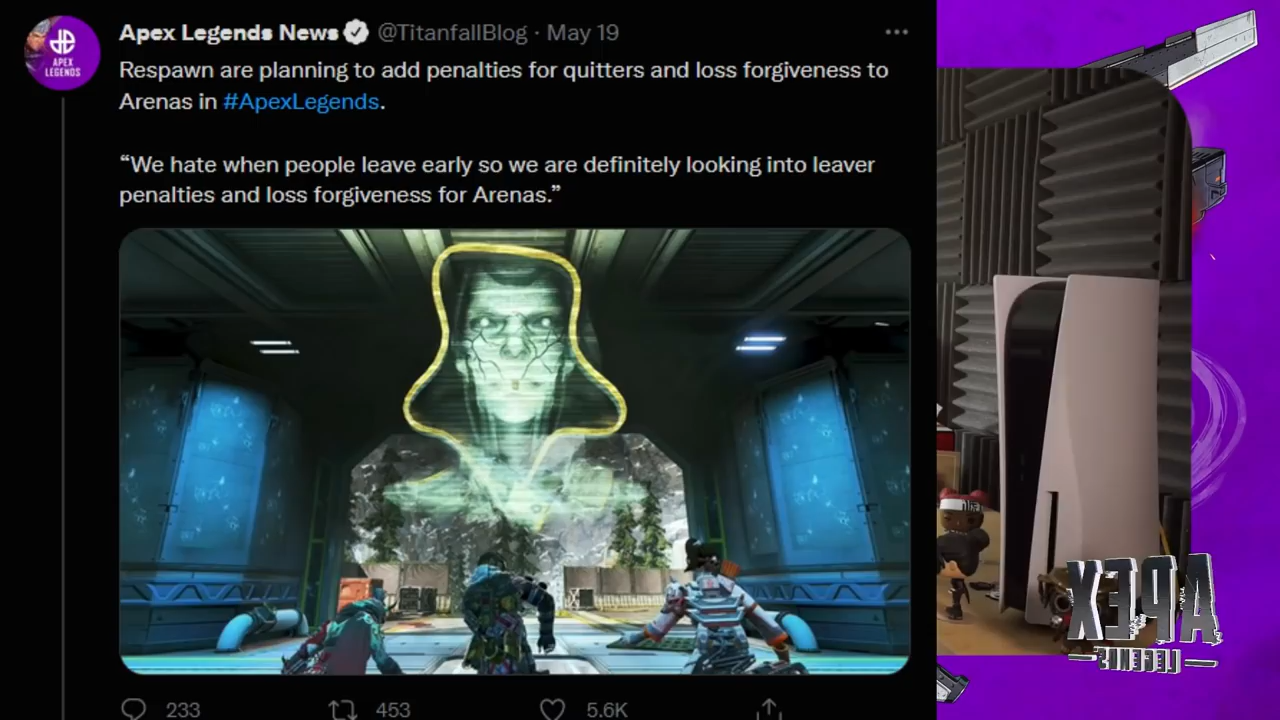 Apex Legends News @TitanfallBlog · May 19
Respawn are planning to add penalties for quitters and loss forgiveness to
Arenas in #ApexLegends.
“We hate when people leave early so we are definitely looking into leaver
penalties and loss forgiveness for Arenas.”
233 453 5.6K
APEX
LEGENDS
APEX
LEGENDS